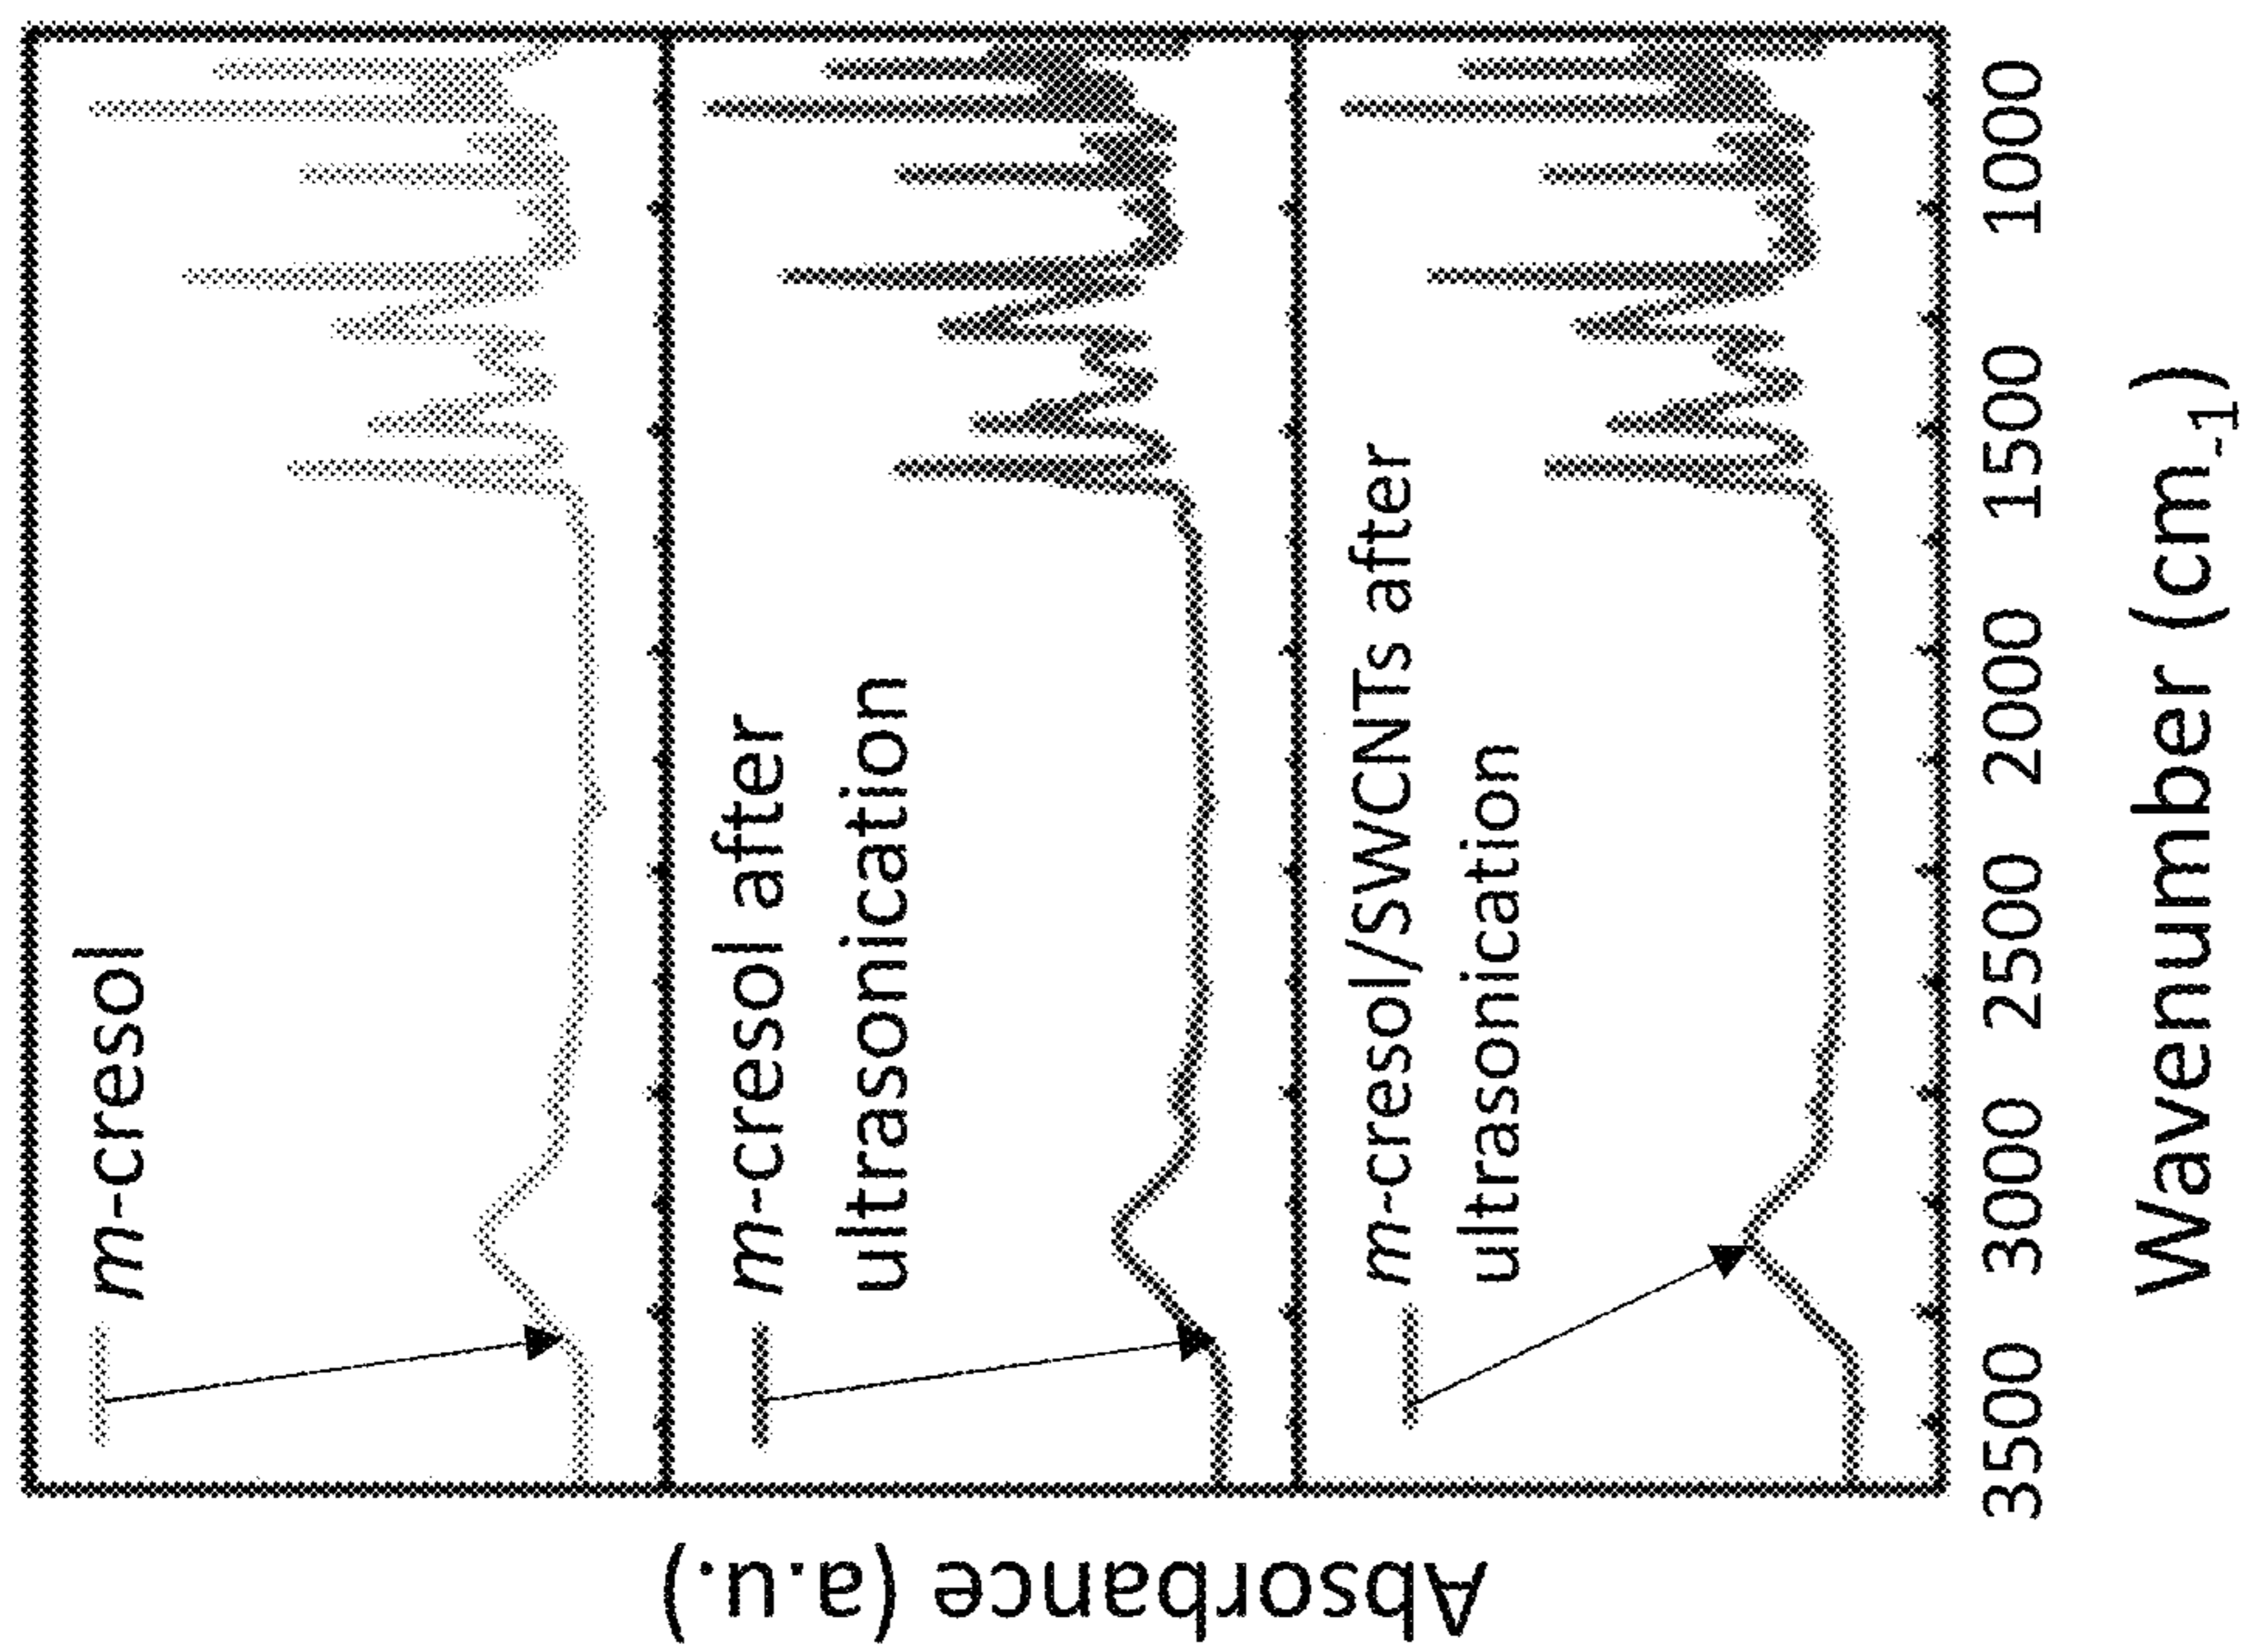 m-cresol
m-cresol after
ultrasonication
m-cresol/SWCNTs after
ultrasonication
Absorbance (a.u.)
3500 3000 2500 2000 1500 1000
Wavenumber (cm-1)